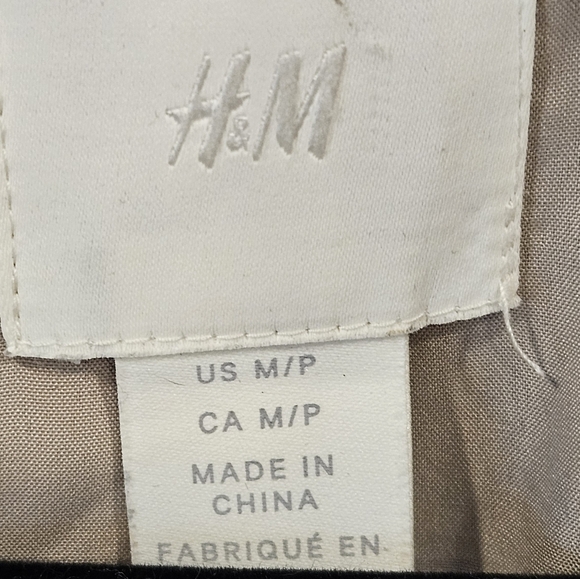 H&M
US M/P
CA M/P
MADE IN
CHINA
FABRIQUÉ EN